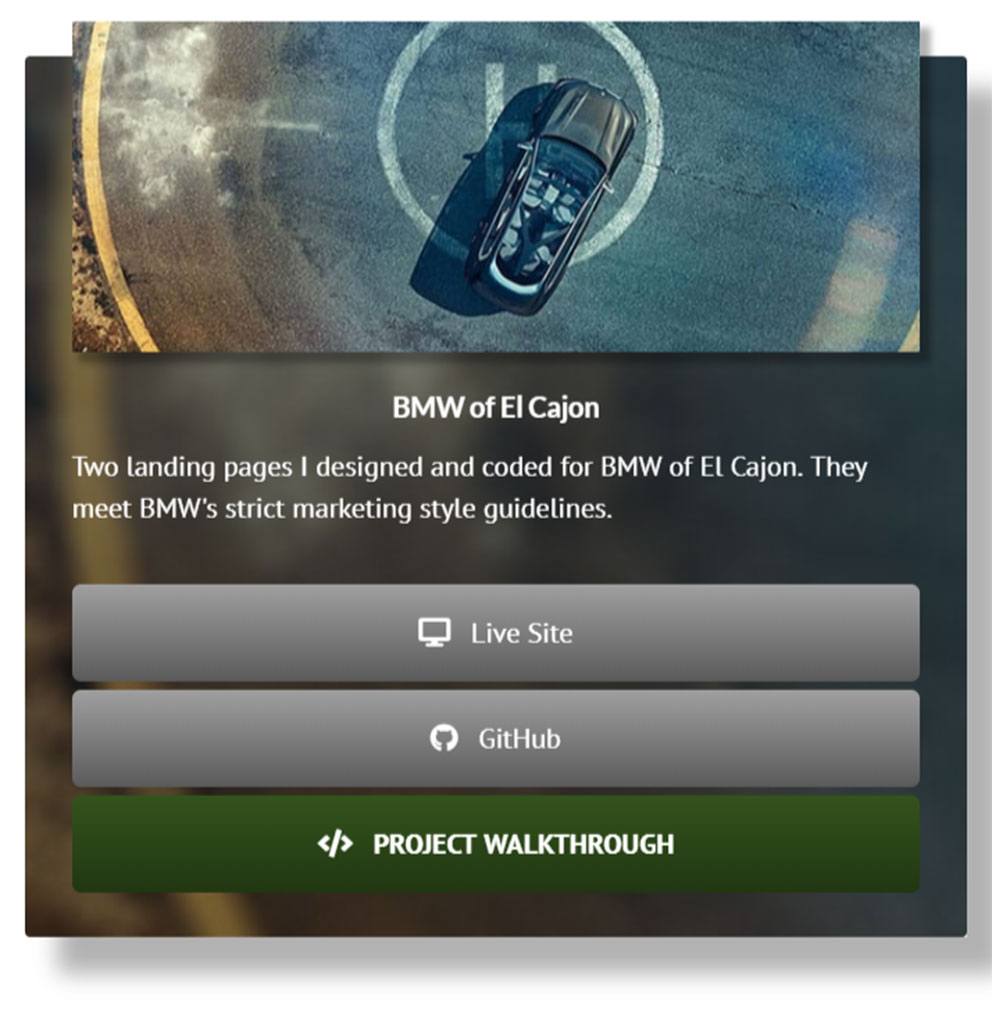 H
BMW of El Cajon
Two landing pages I designed and coded for BMW of El Cajon. They
meet BMW's strict marketing style guidelines.
Live Site
GitHub
</> PROJECT WALKTHROUGH